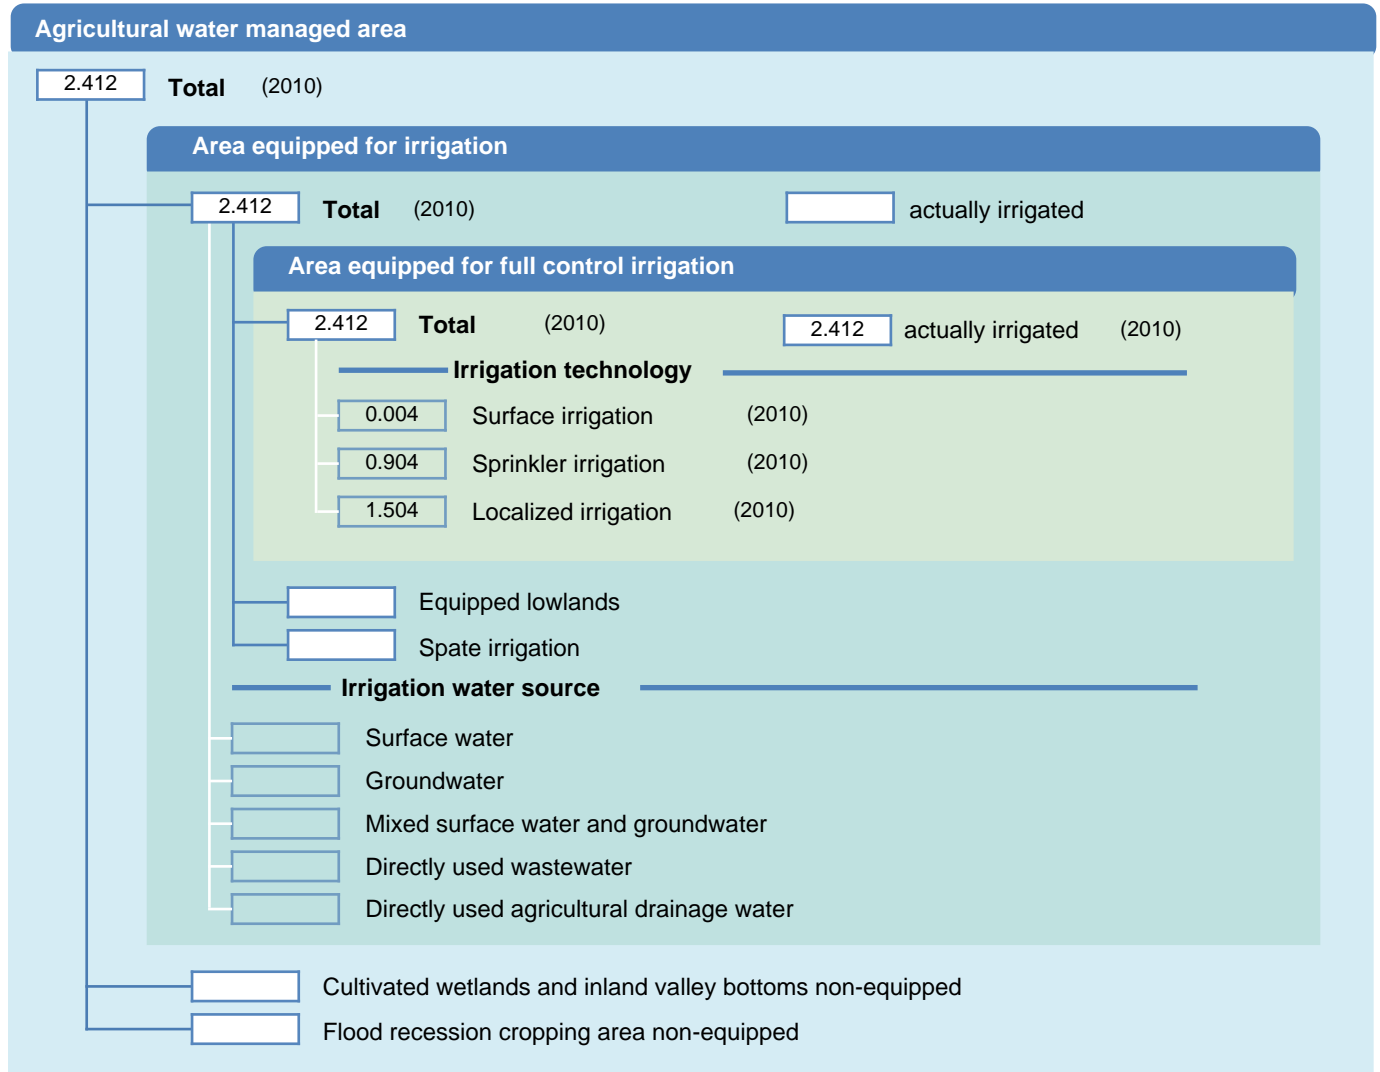 Agricultural water managed area
2.412 Total (2010)
Area equipped for irrigation
2.412 Total (2010) actually irrigated
Area equipped for full control irrigation
2.412 Total (2010) 2.412 actually irrigated (2010)
Irrigation technology
0.004 Surface irrigation (2010)
0.904 Sprinkler irrigation (2010)
1.504 Localized irrigation (2010)
Equipped lowlands
Spate irrigation
Irrigation water source
Surface water
Groundwater
Mixed surface water and groundwater
Directly used wastewater
Directly used agricultural drainage water
Cultivated wetlands and inland valley bottoms non-equipped
Flood recession cropping area non-equipped